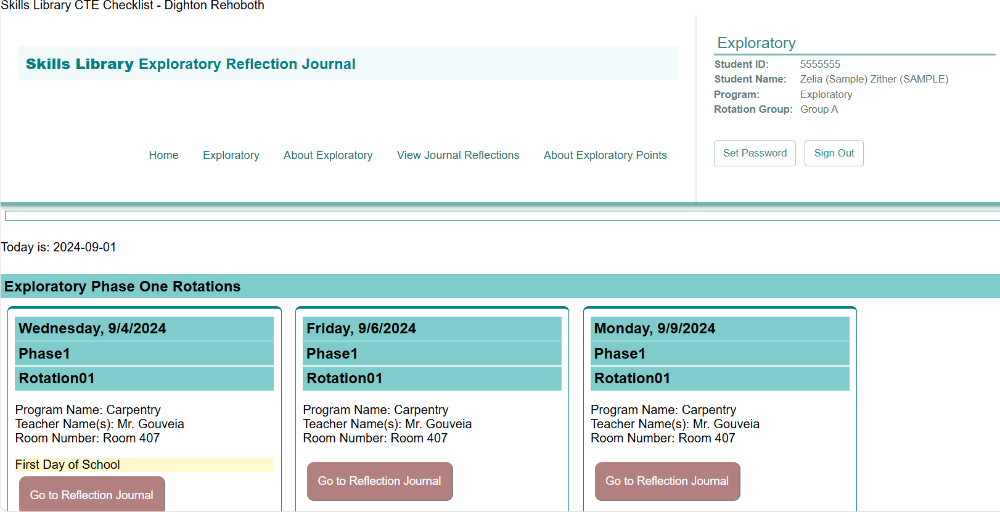 Skills Library CTE Checklist - Dighton Rehoboth
Skills Library Exploratory Reflection Journal
Home Exploratory About Exploratory View Journal Reflections About Exploratory Points
Exploratory
Student ID: 5555555
Student Name: Zelia (Sample) Zither (SAMPLE)
Program: Exploratory
Rotation Group: Group A
Set Password Sign Out
Today is: 2024-09-01
Exploratory Phase One Rotations
Wednesday, 9/4/2024
Phase1
Rotation01
Program Name: Carpentry
Teacher Name(s): Mr. Gouveia
Room Number: Room 407
First Day of School
Go to Reflection Journal
Friday, 9/6/2024
Phase1
Rotation01
Program Name: Carpentry
Teacher Name(s): Mr. Gouveia
Room Number: Room 407
Go to Reflection Journal
Monday, 9/9/2024
Phase1
Rotation01
Program Name: Carpentry
Teacher Name(s): Mr. Gouveia
Room Number: Room 407
Go to Reflection Journal